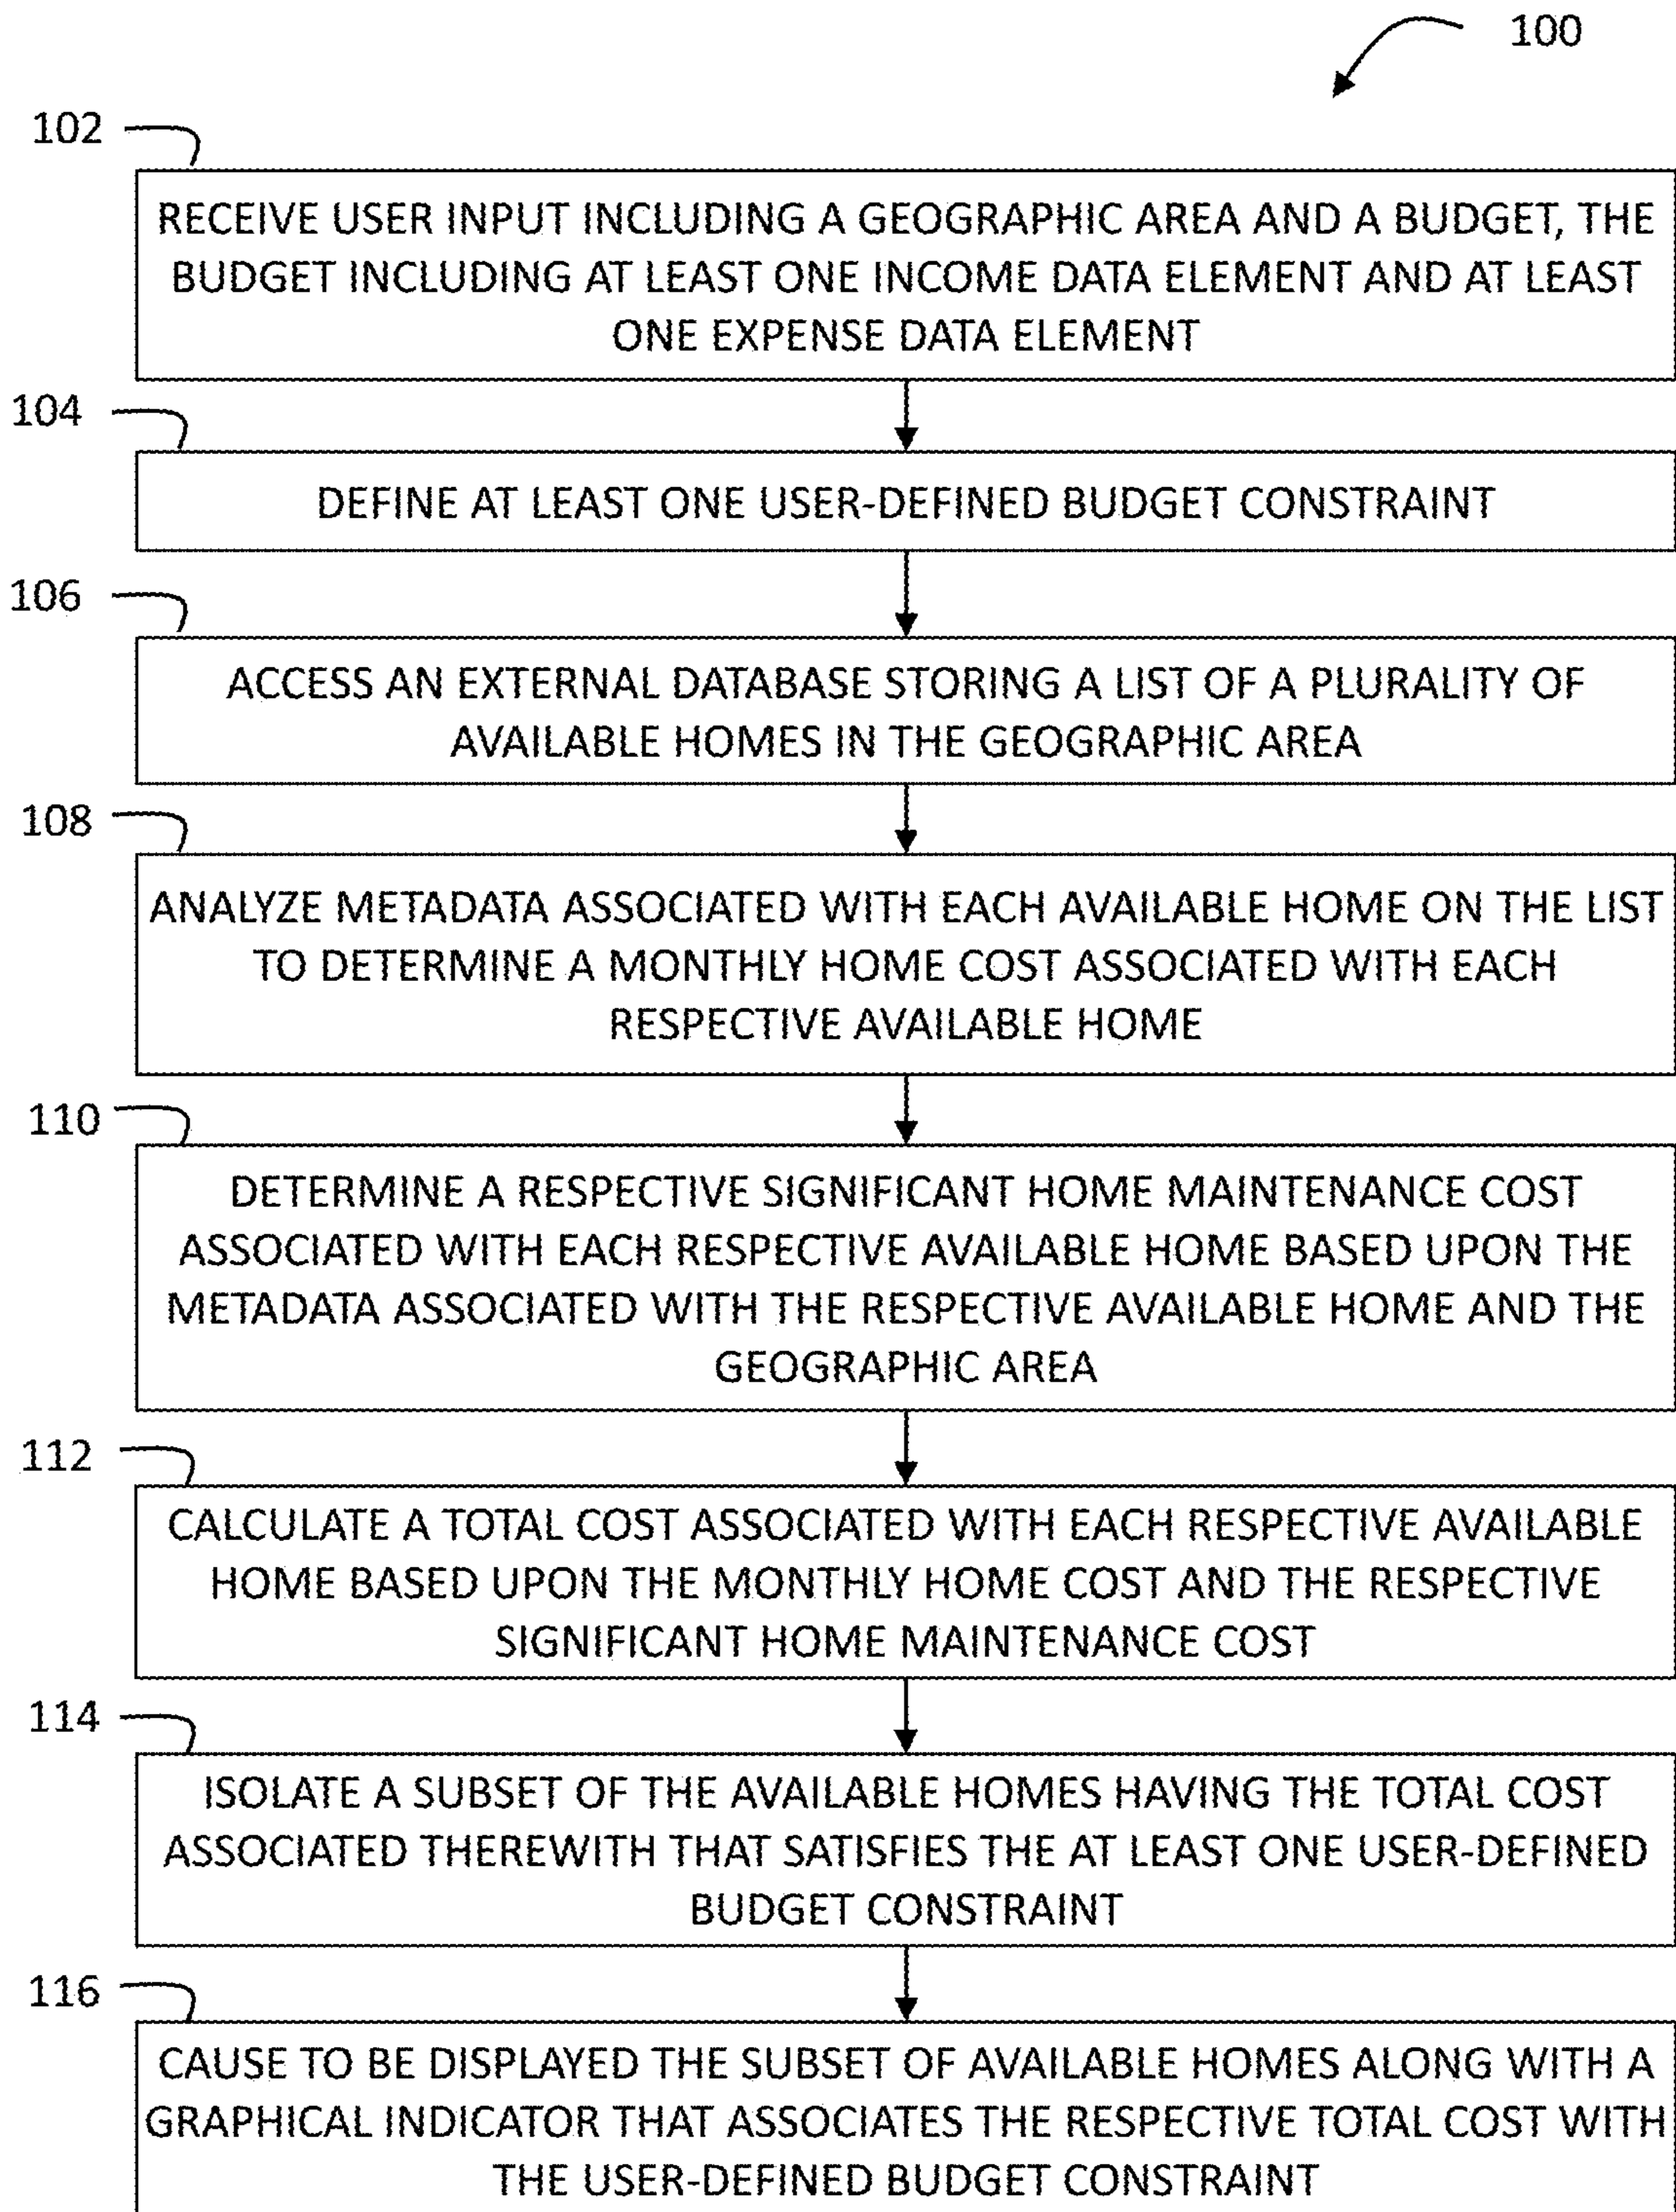 100
102
RECEIVE USER INPUT INCLUDING A GEOGRAPHIC AREA AND A BUDGET, THE
BUDGET INCLUDING AT LEAST ONE INCOME DATA ELEMENT AND AT LEAST
ONE EXPENSE DATA ELEMENT
104
DEFINE AT LEAST ONE USER-DEFINED BUDGET CONSTRAINT
106
ACCESS AN EXTERNAL DATABASE STORING A LIST OF A PLURALITY OF
AVAILABLE HOMES IN THE GEOGRAPHIC AREA
108
ANALYZE METADATA ASSOCIATED WITH EACH AVAILABLE HOME ON THE LIST
TO DETERMINE A MONTHLY HOME COST ASSOCIATED WITH EACH
RESPECTIVE AVAILABLE HOME
110
DETERMINE A RESPECTIVE SIGNIFICANT HOME MAINTENANCE COST
ASSOCIATED WITH EACH RESPECTIVE AVAILABLE HOME BASED UPON THE
METADATA ASSOCIATED WITH THE RESPECTIVE AVAILABLE HOME AND THE
GEOGRAPHIC AREA
112
CALCULATE A TOTAL COST ASSOCIATED WITH EACH RESPECTIVE AVAILABLE
HOME BASED UPON THE MONTHLY HOME COST AND THE RESPECTIVE
SIGNIFICANT HOME MAINTENANCE COST
114
ISOLATE A SUBSET OF THE AVAILABLE HOMES HAVING THE TOTAL COST
ASSOCIATED THEREWITH THAT SATISFIES THE AT LEAST ONE USER-DEFINED
BUDGET CONSTRAINT
116
CAUSE TO BE DISPLAYED THE SUBSET OF AVAILABLE HOMES ALONG WITH A
GRAPHICAL INDICATOR THAT ASSOCIATES THE RESPECTIVE TOTAL COST WITH
THE USER-DEFINED BUDGET CONSTRAINT